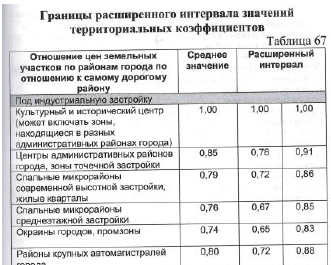 Границы расширенного интервала значений
территориальных коэффициентов
Таблица 67
Отношение цен земельных
участков по районам города по
отношению к самому дорогому
району
Среднее
значение
Расширенный
интервал
Под индустриальную застройку
Культурный и исторический центр
(может включать зоны,
находящиеся в разных
административных районах города)
1,00 1,00 1,00
Центры административных районов
города, зоны точечной застройки
0,85 0,78 0,91
Спальные микрорайоны
современной высотной застройки,
жилые кварталы
0,79 0,72 0,86
Спальные микрорайоны
среднеэтажной застройки
0,76 0,67 0,85
Окраины городов, промзоны
0,74 0,65 0,83
Районы крупных автомагистралей
города
0,80 0,72 0,88